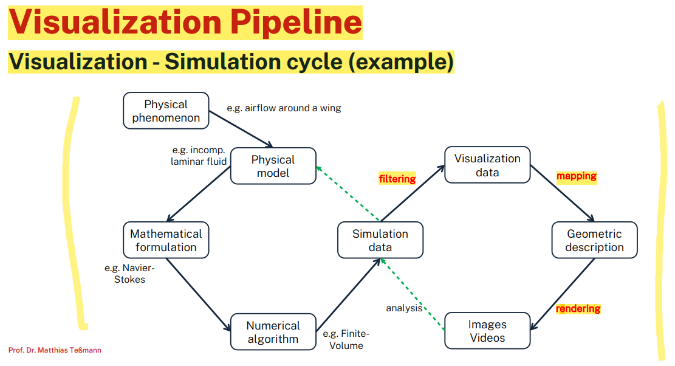 Visualization Pipeline
Visualization - Simulation cycle (example)
Physical
phenomenon
e.g. airflow around a wing
e.g. incomp.
laminar fluid
Physical
model
Visualization
data
filtering
mapping
Mathematical
formulation
Simulation
data
Geometric
description
e.g. Navier-
Stokes
analysis
rendering
Numerical
algorithm
e.g. Finite-
Volume
Images
Videos
Prof. Dr. Matthias Teßmann